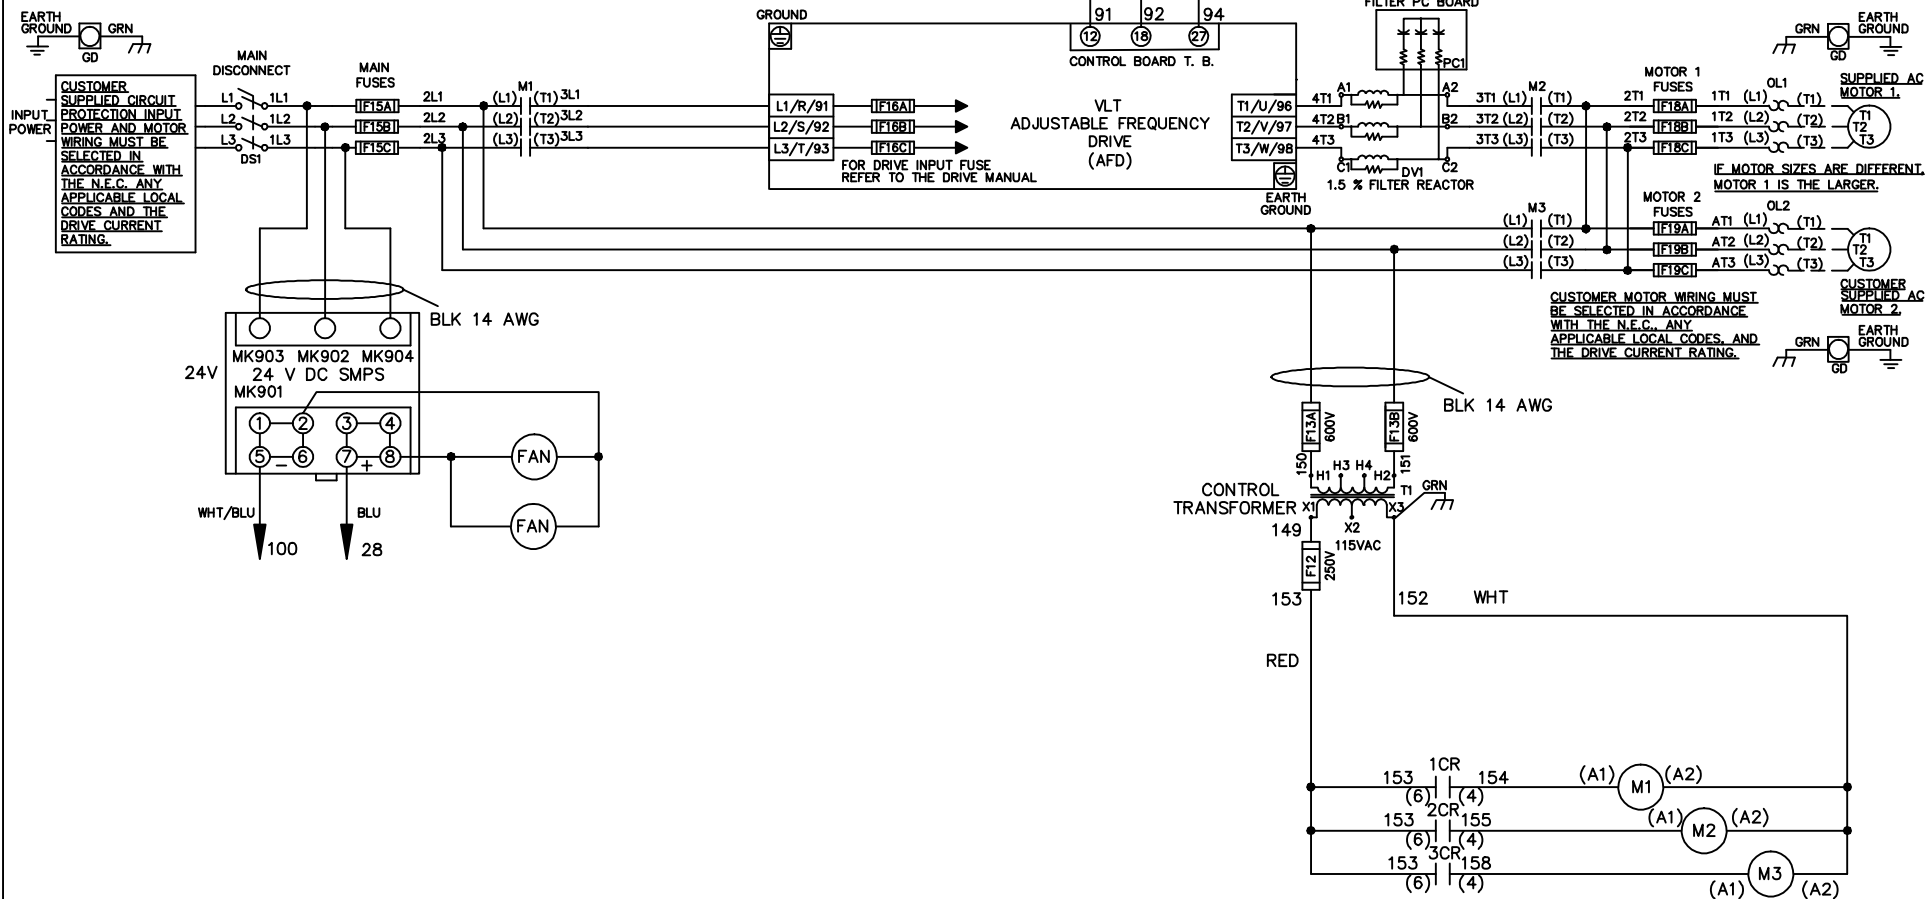 EARTH
GROUND
GRN
GD
CUSTOMER
SUPPLIED CIRCUIT
PROTECTION INPUT
POWER AND MOTOR
WIRING MUST BE
SELECTED IN
ACCORDANCE WITH
THE N.E.C. ANY
APPLICABLE LOCAL
CODES AND THE
DRIVE CURRENT
RATING.
INPUT
POWER
MAIN
DISCONNECT
L1 1L1
L2 1L2
L3 1L3
DS1
MAIN
FUSES
F15A
F15B
F15C
2L1
2L2
2L3
M1
(L1) (T1) 3L1
(L2) (T2) 3L2
(L3) (T3) 3L3
GROUND
L1/R/91
L2/S/92
L3/T/93
F16A
F16B
F16C
FOR DRIVE INPUT FUSE
REFER TO THE DRIVE MANUAL
91 92 94
12 18 27
CONTROL BOARD T. B.
VLT
ADJUSTABLE FREQUENCY
DRIVE
(AFD)
T1/U/96
T2/V/97
T3/W/98
EARTH
GROUND
FILTER PC BOARD
PC1
4T1 A1 A2
4T2 B1 B2
4T3 C1 C2
DV1
1.5 % FILTER REACTOR
M2
3T1 (L1) (T1)
3T2 (L2) (T2)
3T3 (L3) (T3)
MOTOR 1
FUSES
2T1 F18A 1T1 (L1) (T1)
2T2 F18B 1T2 (L2) (T2)
2T3 F18C 1T3 (L3) (T3)
OL1
T1
T2
T3
GRN
GD
EARTH
GROUND
SUPPLIED AC
MOTOR 1.
IF MOTOR SIZES ARE DIFFERENT,
MOTOR 1 IS THE LARGER.
M3
(L1) (T1)
(L2) (T2)
(L3) (T3)
MOTOR 2
FUSES
F19A AT1 (L1) (T1)
F19B AT2 (L2) (T2)
F19C AT3 (L3) (T3)
OL2
T1
T2
T3
CUSTOMER
SUPPLIED AC
MOTOR 2.
CUSTOMER MOTOR WIRING MUST
BE SELECTED IN ACCORDANCE
WITH THE N.E.C., ANY
APPLICABLE LOCAL CODES, AND
THE DRIVE CURRENT RATING.
GRN
GD
EARTH
GROUND
BLK 14 AWG
MK903 MK902 MK904
24V
24 V DC SMPS
MK901
1 2 3 4
5 - 6 7 + 8
FAN
FAN
WHT/BLU
BLU
100
28
BLK 14 AWG
F13A
600V
F13B
600V
150
151
H1 H3 H4 H2
T1
GRN
CONTROL
TRANSFORMER
X1 X2 X3
149
115VAC
F12
250V
153
152
WHT
RED
153 1CR 154 (A1) M1 (A2)
(6) (4)
153 2CR 155 (A1) M2 (A2)
(6) (4)
153 3CR 158 M3
(6) (4) (A1) (A2)